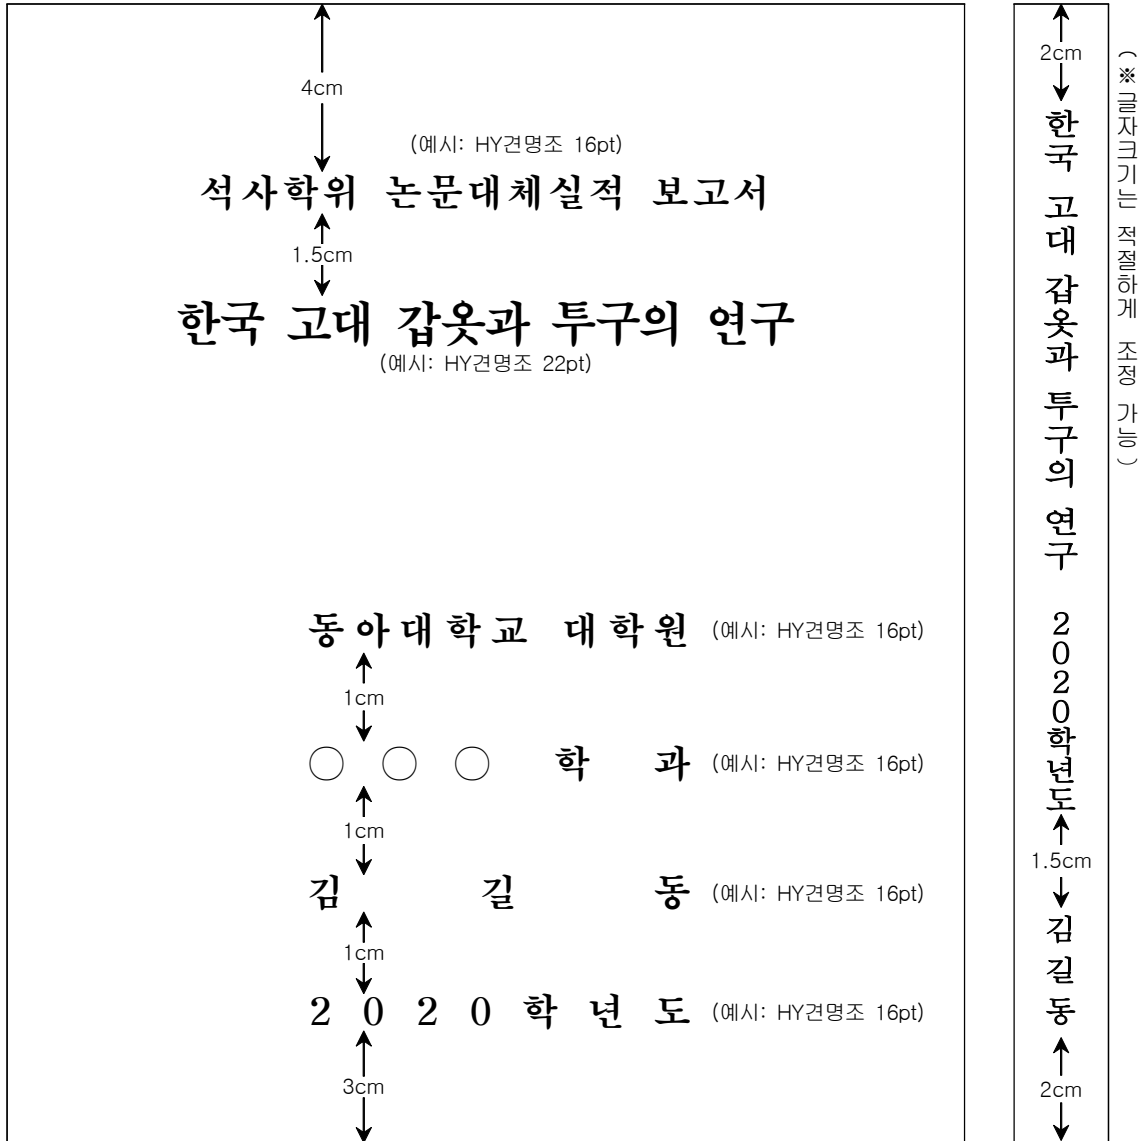 4cm
(예시: HY견명조 16pt)
석사학위 논문대체실적 보고서
1.5cm
한국 고대 갑옷과 투구의 연구
(예시: HY견명조 22pt)
동아대학교 대학원 (예시: HY견명조 16pt)
1cm
○ ○ ○ 학 과 (예시: HY견명조 16pt)
1cm
김 길 동 (예시: HY견명조 16pt)
1cm
2 0 2 0 학 년 도 (예시: HY견명조 16pt)
3cm
2cm
한국 고대 갑옷과 투구의 연구 2020학년도
1.5cm
김길동
2cm
(※글자크기는 적절하게 조정 가능)